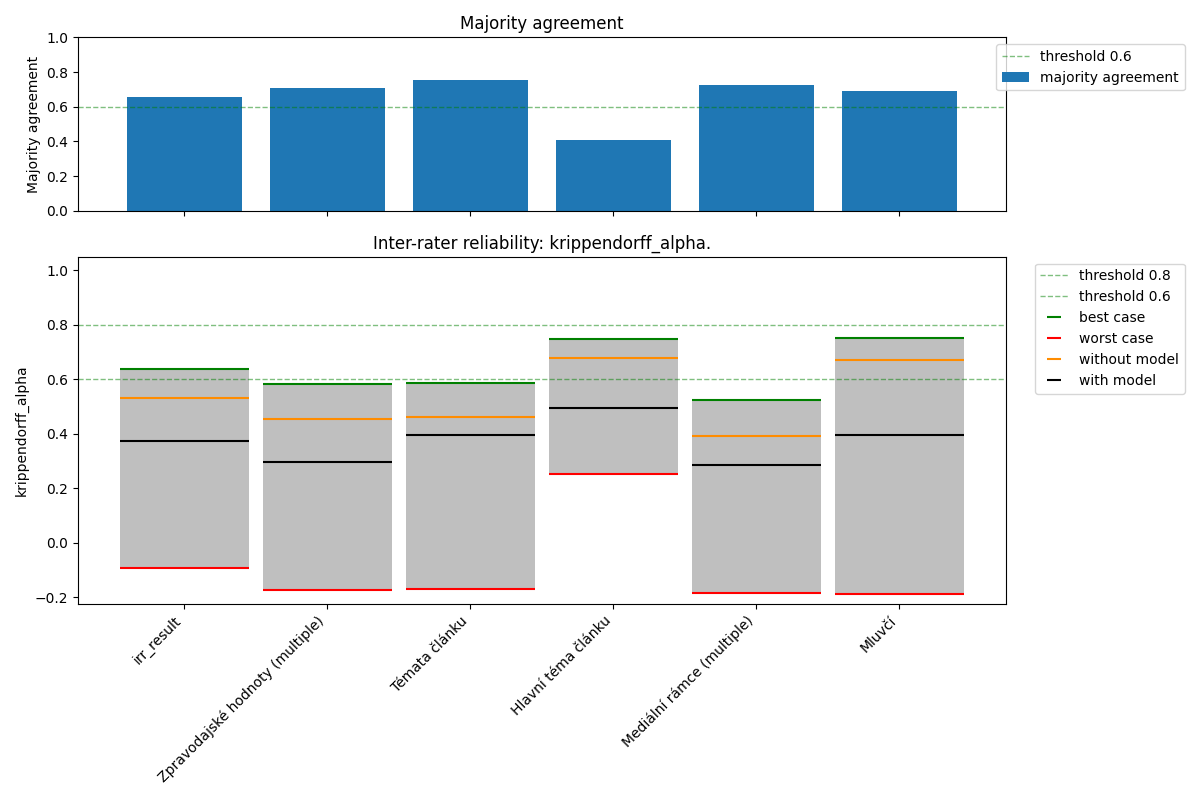 Majority agreement
Majority agreement
1.0
0.8
0.6
0.4
0.2
0.0
threshold 0.6
majority agreement
Inter-rater reliability: krippendorff_alpha.
krippendorff_alpha
1.0
0.8
0.6
0.4
0.2
0.0
−0.2
threshold 0.8
threshold 0.6
best case
worst case
without model
with model
irr_result
Zpravodajské hodnoty (multiple)
Témata článku
Hlavní téma článku
Mediální rámce (multiple)
Mluvčí